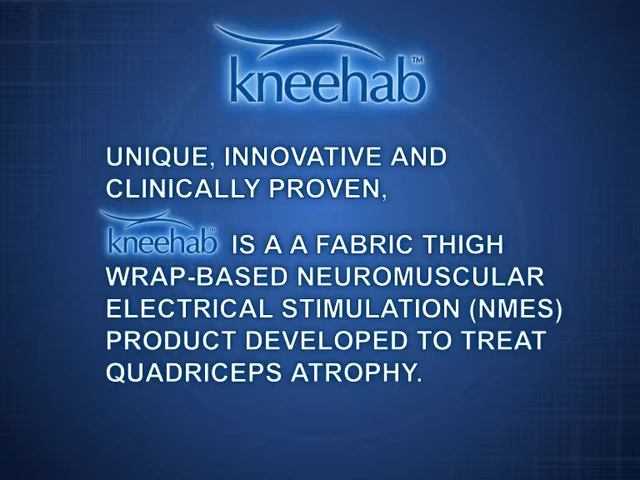 kneehab™
UNIQUE, INNOVATIVE AND
CLINICALLY PROVEN,
kneehab™ IS A A FABRIC THIGH
WRAP-BASED NEUROMUSCULAR
ELECTRICAL STIMULATION (NMES)
PRODUCT DEVELOPED TO TREAT
QUADRICEPS ATROPHY.